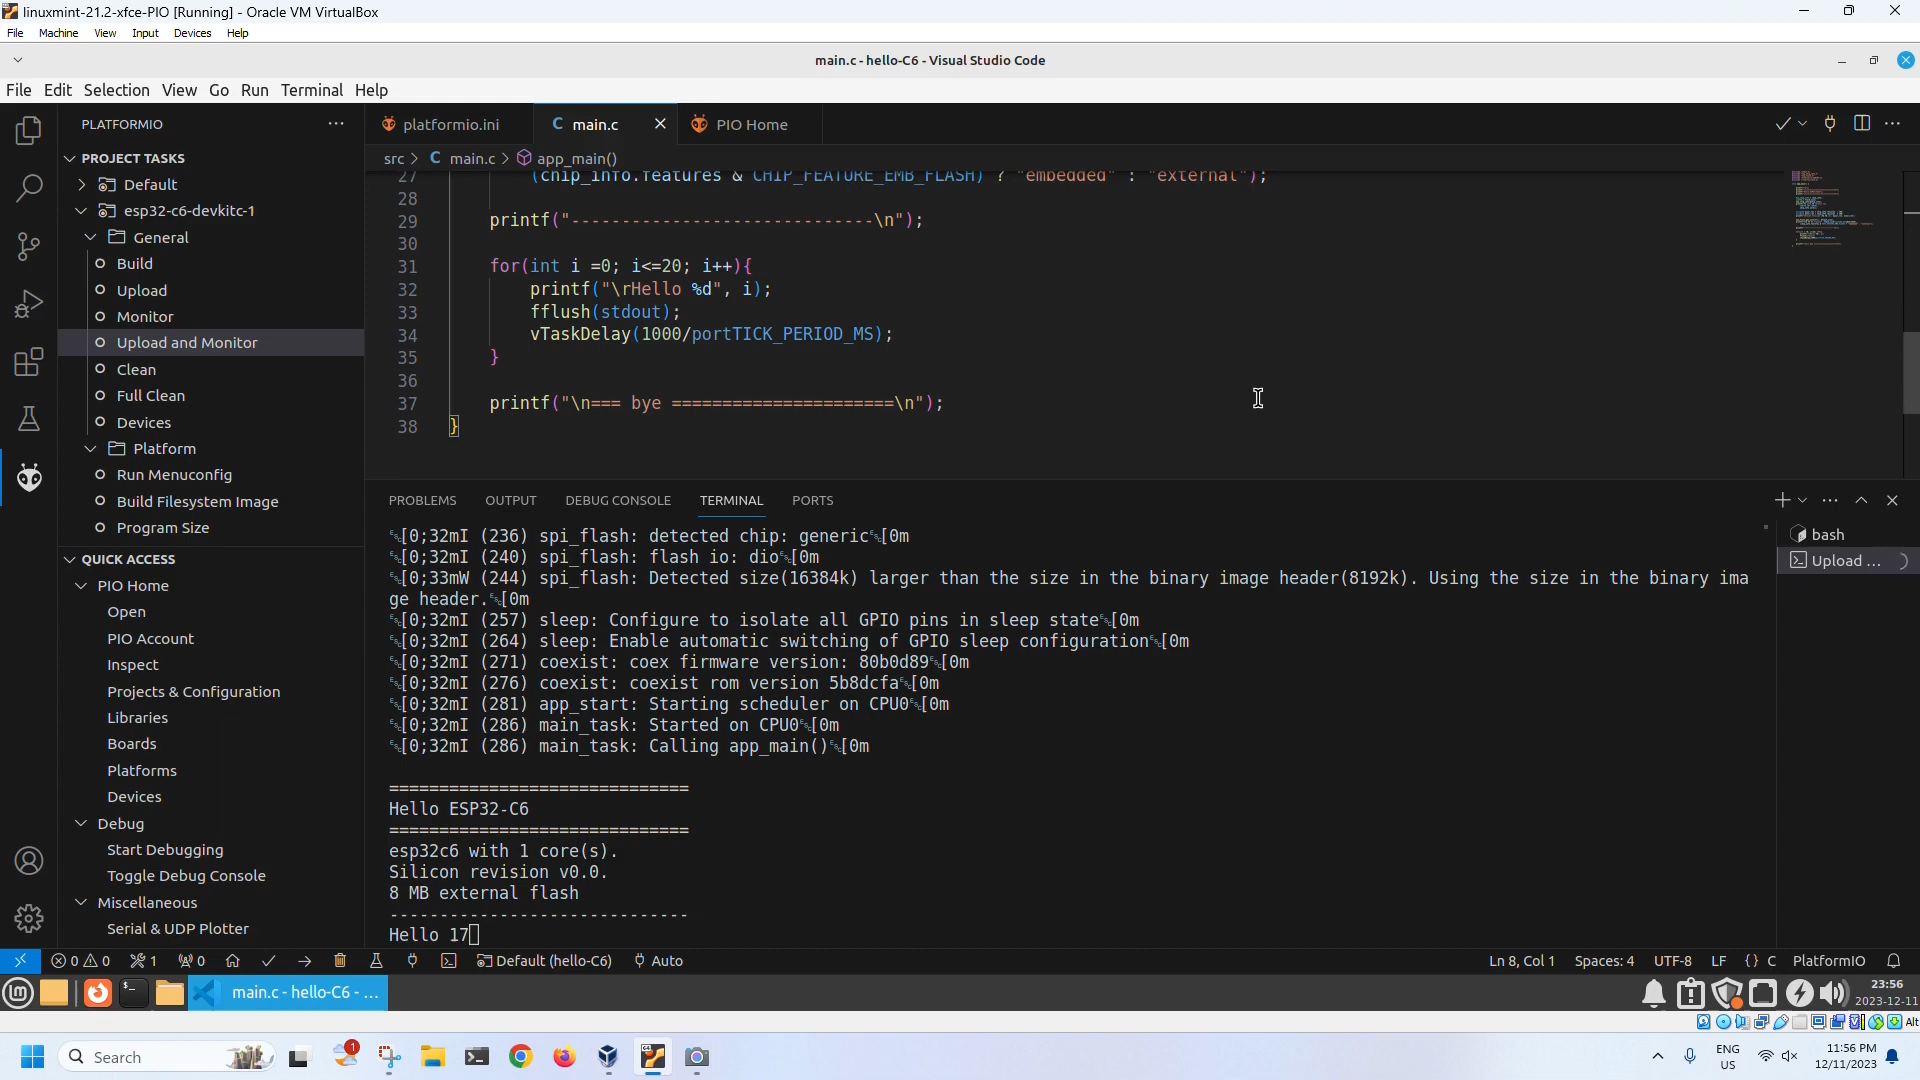 linuxmint-21.2-xfce-PIO [Running] - Oracle VM VirtualBox
File Machine View Input Devices Help
main.c - hello-C6 - Visual Studio Code
File Edit Selection View Go Run Terminal Help
PLATFORMIO
PROJECT TASKS
Default
esp32-c6-devkitc-1
General
Build
Upload
Monitor
Upload and Monitor
Clean
Full Clean
Devices
Platform
Run Menuconfig
Build Filesystem Image
Program Size
QUICK ACCESS
PIO Home
Open
PIO Account
Inspect
Projects & Configuration
Libraries
Boards
Platforms
Devices
Debug
Start Debugging
Toggle Debug Console
Miscellaneous
Serial & UDP Plotter
platformio.ini
main.c
PIO Home
src > C main.c > app_main()
27 (chip_info.features & CHIP_FEATURE_EMB_FLASH) ? "embedded" : "external");
28
29 printf("------------------------------\n");
30
31 for(int i =0; i<=20; i++){
32 printf("\rHello %d", i);
33 fflush(stdout);
34 vTaskDelay(1000/portTICK_PERIOD_MS);
35 }
36
37 printf("\n=== bye ======================\n");
38 }
PROBLEMS OUTPUT DEBUG CONSOLE TERMINAL PORTS
bash
Upload ...
␛[0;32mI (236) spi_flash: detected chip: generic␛[0m
␛[0;32mI (240) spi_flash: flash io: dio␛[0m
␛[0;33mW (244) spi_flash: Detected size(16384k) larger than the size in the binary image header(8192k). Using the size in the binary ima
ge header.␛[0m
␛[0;32mI (257) sleep: Configure to isolate all GPIO pins in sleep state␛[0m
␛[0;32mI (264) sleep: Enable automatic switching of GPIO sleep configuration␛[0m
␛[0;32mI (271) coexist: coex firmware version: 80b0d89␛[0m
␛[0;32mI (276) coexist: coexist rom version 5b8dcfa␛[0m
␛[0;32mI (281) app_start: Starting scheduler on CPU0␛[0m
␛[0;32mI (286) main_task: Started on CPU0␛[0m
␛[0;32mI (286) main_task: Calling app_main()␛[0m
==============================
Hello ESP32-C6
==============================
esp32c6 with 1 core(s).
Silicon revision v0.0.
8 MB external flash
------------------------------
Hello 17
0 0 1 0 Default (hello-C6) Auto Ln 8, Col 1 Spaces: 4 UTF-8 LF {} C PlatformIO
main.c - hello-C6 - ...
23:56
2023-12-11
Alt
Search
1
ENG
US
11:56 PM
12/11/2023